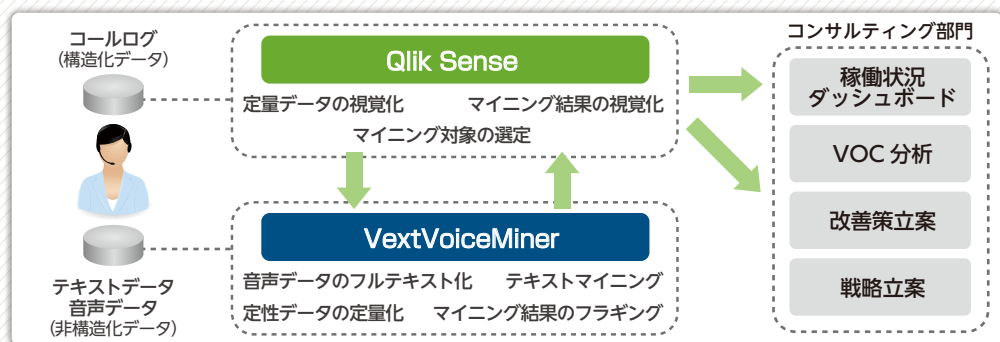 コールログ
(構造化データ)
テキストデータ
音声データ
(非構造化データ)
Qlik Sense
定量データの視覚化 マイニング結果の視覚化
マイニング対象の選定
VextVoiceMiner
音声データのフルテキスト化 テキストマイニング
定性データの定量化 マイニング結果のフラギング
コンサルティング部門
稼働状況
ダッシュボード
VOC 分析
改善策立案
戦略立案